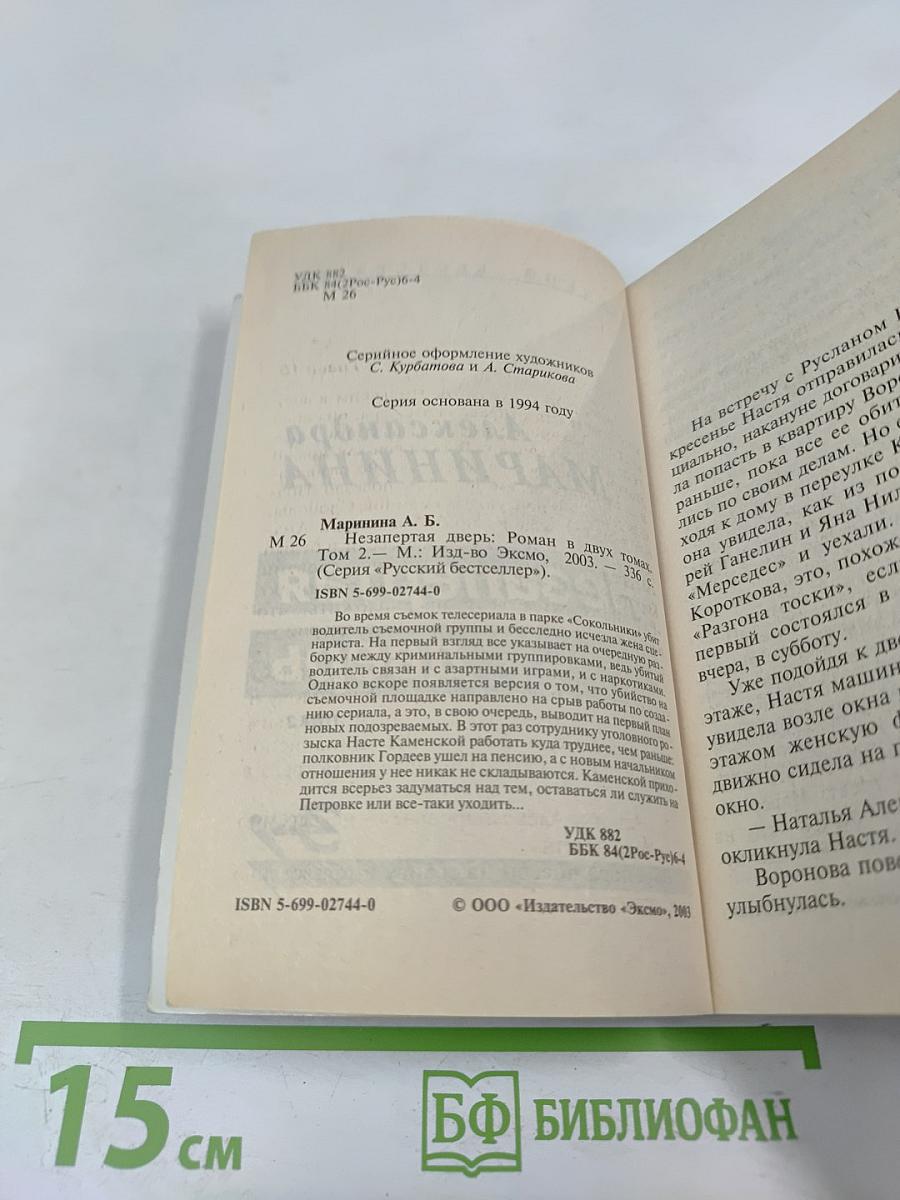 УДК 882
ББК 84(2Рос-Рус)6-4
М 26
Серийное оформление художников
С. Курбатова и А. Старикова
Серия основана в 1994 году
Александра
МАРИНИНА
Маринина А. Б.
М 26 Незапертая дверь: Роман в двух томах.
Том 2.— М.: Изд-во Эксмо, 2003. — 336 с.
(Серия «Русский бестселлер»).
ISBN 5-699-02744-0
Во время съемок телесериала в парке «Сокольники» убит
водитель съемочной группы и бесследно исчезла жена сце-
нариста. На первый взгляд все указывает на очередную раз-
борку между криминальными группировками, ведь убитый
водитель связан и с азартными играми, и с наркотиками.
Однако вскоре появляется версия о том, что убийство на
съемочной площадке направлено на срыв работы по созда-
нию сериала, а это, в свою очередь, выводит на первый план
новых подозреваемых. В этот раз сотруднику уголовного ро-
зыска Насте Каменской работать куда труднее, чем раньше:
полковник Гордеев ушел на пенсию, а с новым начальником
отношения у нее никак не складываются. Каменской прихо-
дится всерьез задуматься над тем, оставаться ли служить на
Петровке или все-таки уходить...
УДК 882
ББК 84(2Рос-Рус)6-4
ISBN 5-699-02744-0 © ООО «Издательство «Эксмо», 2003
На встречу с Русланом
кресенье Настя отправилас
циально, накануне договари
ла попасть в квартиру Воро
раньше, пока все ее обит
лись по своим делам. Но
ходя к дому в переулке К
она увидела, как из по
рей Ганелин и Яна Нил
«Мерседес» и уехали.
Короткова, это, похож
«Разгона тоски», есл
первый состоялся в
вчера, в субботу.
Уже подойдя к две
этаже, Настя машин
увидела возле окна
этажом женскую ф
движно сидела на п
окно.
— Наталья Але
окликнула Настя.
Воронова пове
улыбнулась.
15 см
БФ БИБЛИОФАН